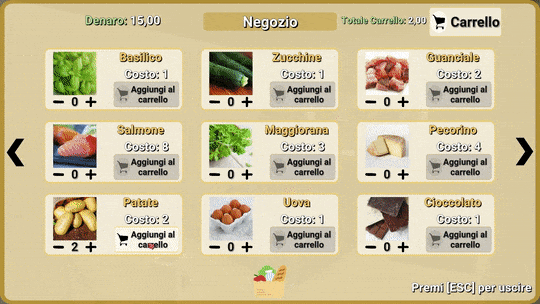 Denaro: 15,00
Negozio
Totale Carrello: 2,00
Carrello
Basilico
Costo: 1
Aggiungi al
carrello
− 0 +
Zucchine
Costo: 1
Aggiungi al
carrello
− 0 +
Guanciale
Costo: 2
Aggiungi al
carrello
− 0 +
Salmone
Costo: 8
Aggiungi al
carrello
− 0 +
Maggiorana
Costo: 3
Aggiungi al
carrello
− 0 +
Pecorino
Costo: 4
Aggiungi al
carrello
− 0 +
Patate
Costo: 2
Aggiungi al
carrello
− 2 +
Uova
Costo: 1
Aggiungi al
carrello
− 0 +
Cioccolato
Costo: 1
Aggiungi al
carrello
− 0 +
Premi [ESC] per uscire